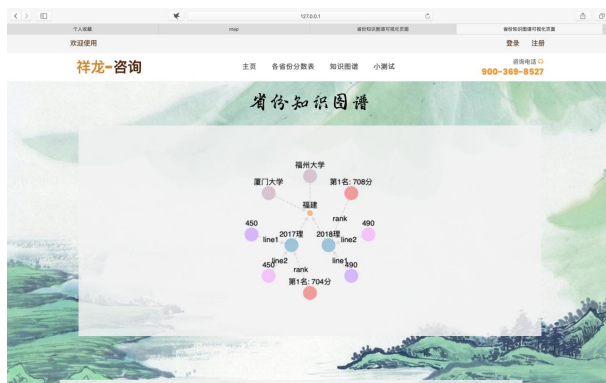 127.0.0.1
个人收藏
map
省份知识图谱可视化页面
省份知识图谱可视化页面
欢迎使用
登录 注册
祥龙-咨询
主页 各省份分数表 知识图谱 小测试
咨询电话
900-369-8527
省份知识图谱
福州大学
厦门大学
第1名: 708分
福建
rank
450
490
2017理
2018理
line1
line2
line2
line1
450
490
rank
第1名: 704分